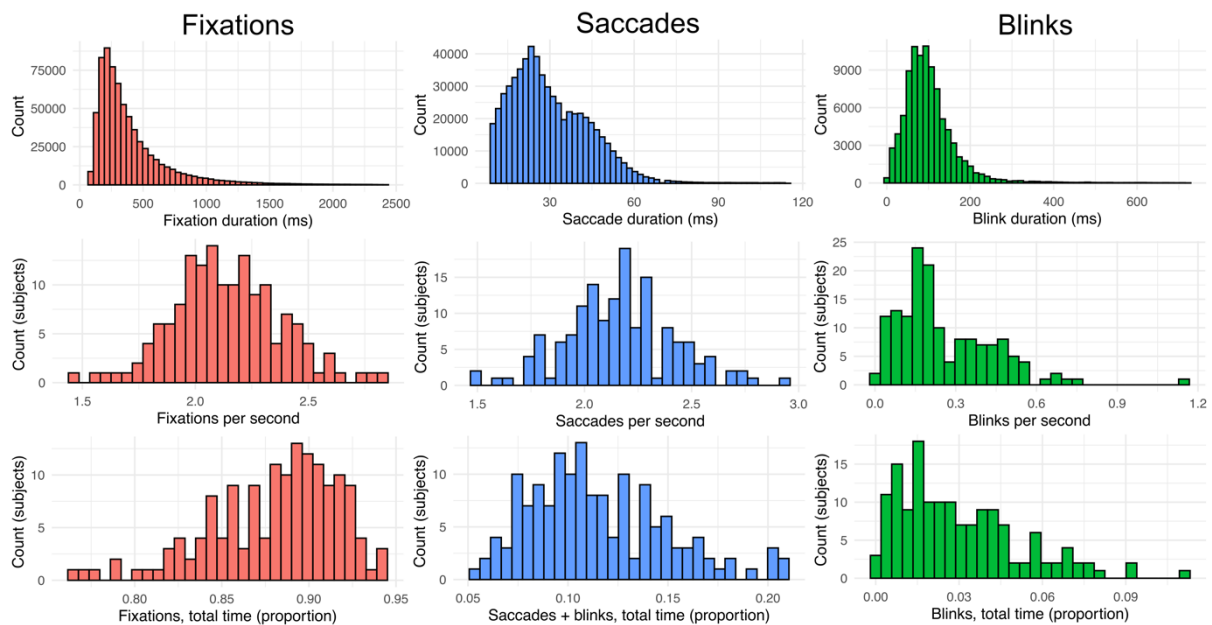 Fixations Saccades Blinks
75000
50000
25000
0
Count
0 500 1000 1500 2000 2500
Fixation duration (ms)
40000
30000
20000
10000
0
Count
30 60 90 120
Saccade duration (ms)
9000
6000
3000
0
Count
0 200 400 600
Blink duration (ms)
10
5
0
Count (subjects)
1.5 2.0 2.5
Fixations per second
15
10
5
0
Count (subjects)
1.5 2.0 2.5 3.0
Saccades per second
25
20
15
10
5
0
Count (subjects)
0.0 0.3 0.6 0.9 1.2
Blinks per second
10
5
0
Count (subjects)
0.80 0.85 0.90 0.95
Fixations, total time (proportion)
10
5
0
Count (subjects)
0.05 0.10 0.15 0.20
Saccades + blinks, total time (proportion)
15
10
5
0
Count (subjects)
0.00 0.03 0.06 0.09
Blinks, total time (proportion)